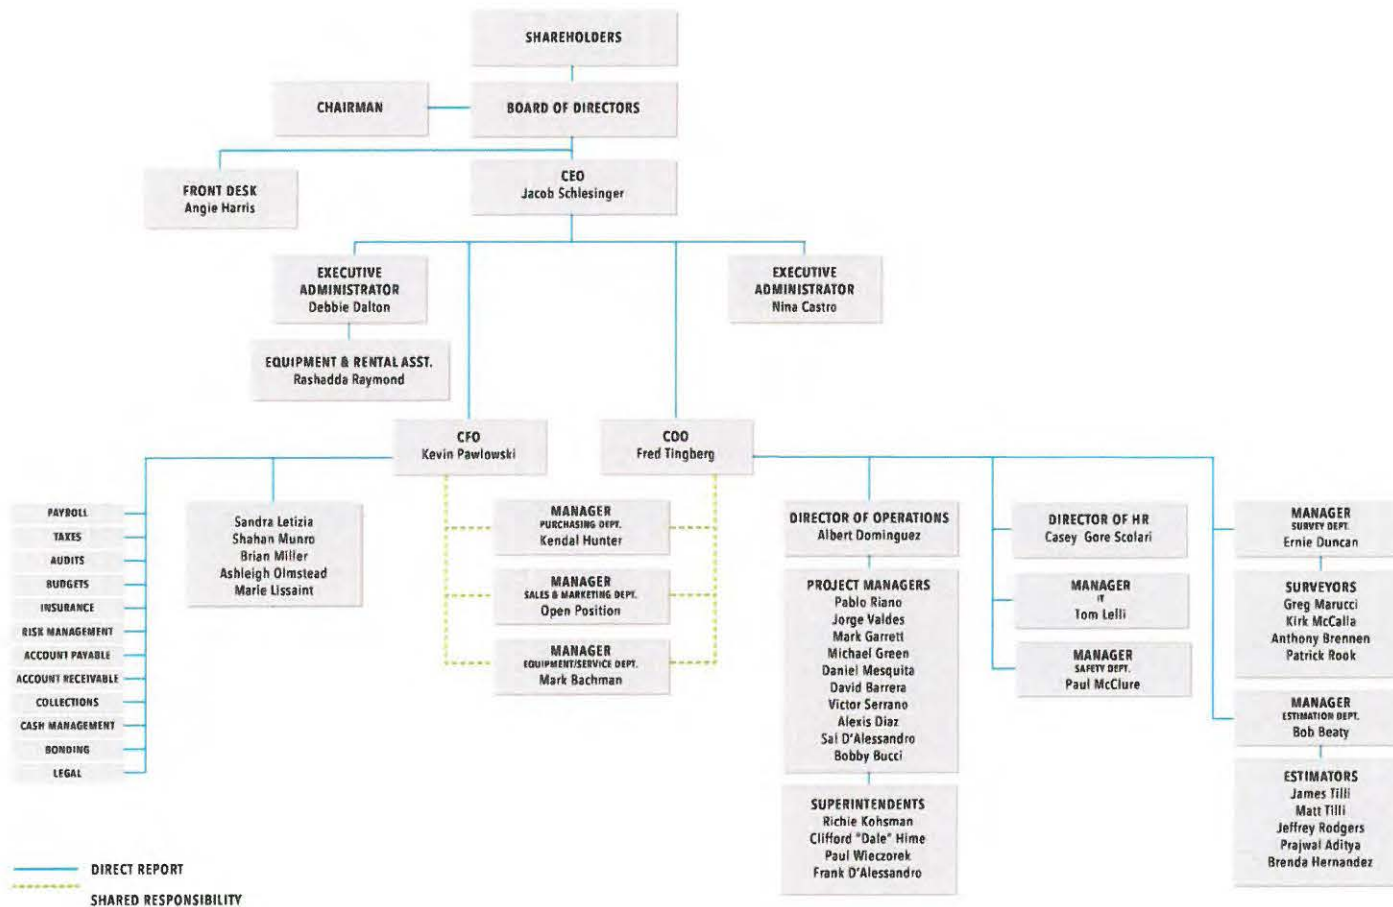 SHAREHOLDERS
CHAIRMAN
BOARD OF DIRECTORS
FRONT DESK
Angie Harris
CEO
Jacob Schlesinger
EXECUTIVE
ADMINISTRATOR
Debbie Dalton
EXECUTIVE
ADMINISTRATOR
Nina Castro
EQUIPMENT & RENTAL ASST.
Rashadda Raymond
CFO
Kevin Pawlowski
COO
Fred Tingberg
PAYROLL
TAXES
AUDITS
BUDGETS
INSURANCE
RISK MANAGEMENT
ACCOUNT PAYABLE
ACCOUNT RECEIVABLE
COLLECTIONS
CASH MANAGEMENT
BONDING
LEGAL
Sandra Letizia
Shahan Munro
Brian Miller
Ashleigh Olmstead
Marie Lissaint
MANAGER
PURCHASING DEPT.
Kendal Hunter
MANAGER
SALES & MARKETING DEPT.
Open Position
MANAGER
EQUIPMENT/SERVICE DEPT.
Mark Bachman
DIRECTOR OF OPERATIONS
Albert Dominguez
PROJECT MANAGERS
Pablo Riano
Jorge Valdes
Mark Garrett
Michael Green
Daniel Mesquita
David Barrera
Victor Serrano
Alexis Diaz
Sal D'Alessandro
Bobby Bucci
SUPERINTENDENTS
Richie Kohsman
Clifford "Dale" Hime
Paul Wieczorek
Frank D'Alessandro
DIRECTOR OF HR
Casey Gore Scolari
MANAGER
IT
Tom Lelli
MANAGER
SAFETY DEPT.
Paul McClure
MANAGER
SURVEY DEPT.
Ernie Duncan
SURVEYORS
Greg Marucci
Kirk McCalla
Anthony Brennen
Patrick Rook
MANAGER
ESTIMATION DEPT.
Bob Beaty
ESTIMATORS
James Tilli
Matt Tilli
Jeffrey Rodgers
Prajwal Aditya
Brenda Hernandez
DIRECT REPORT
SHARED RESPONSIBILITY